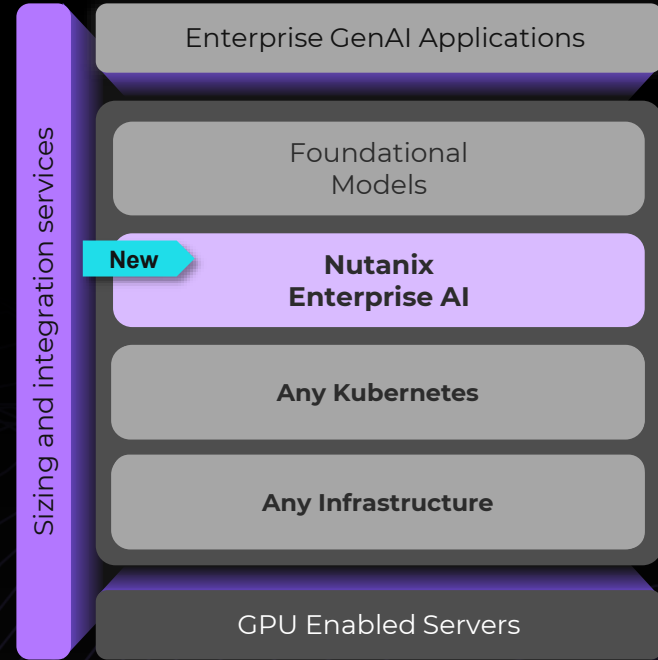 Enterprise GenAI Applications
Sizing and integration services
Foundational
Models
New
Nutanix
Enterprise AI
Any Kubernetes
Any Infrastructure
GPU Enabled Servers